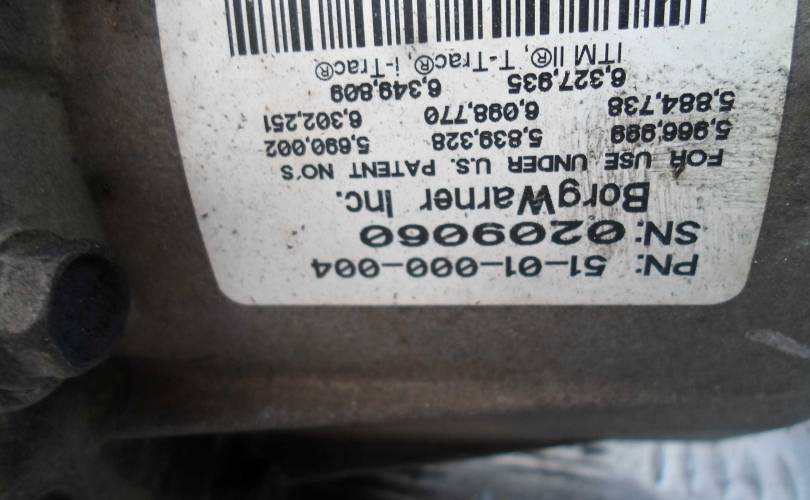 PN: 51-01-000-004
SN: 0209060
BorgWarner Inc.
FOR USE UNDER U.S. PATENT NO'S
5,966,999 5,839,328 5,690,002
5,884,738 6,098,770 6,302,251
6,327,935 6,349,809
ITM II®, T-Trac®, i-Trac®